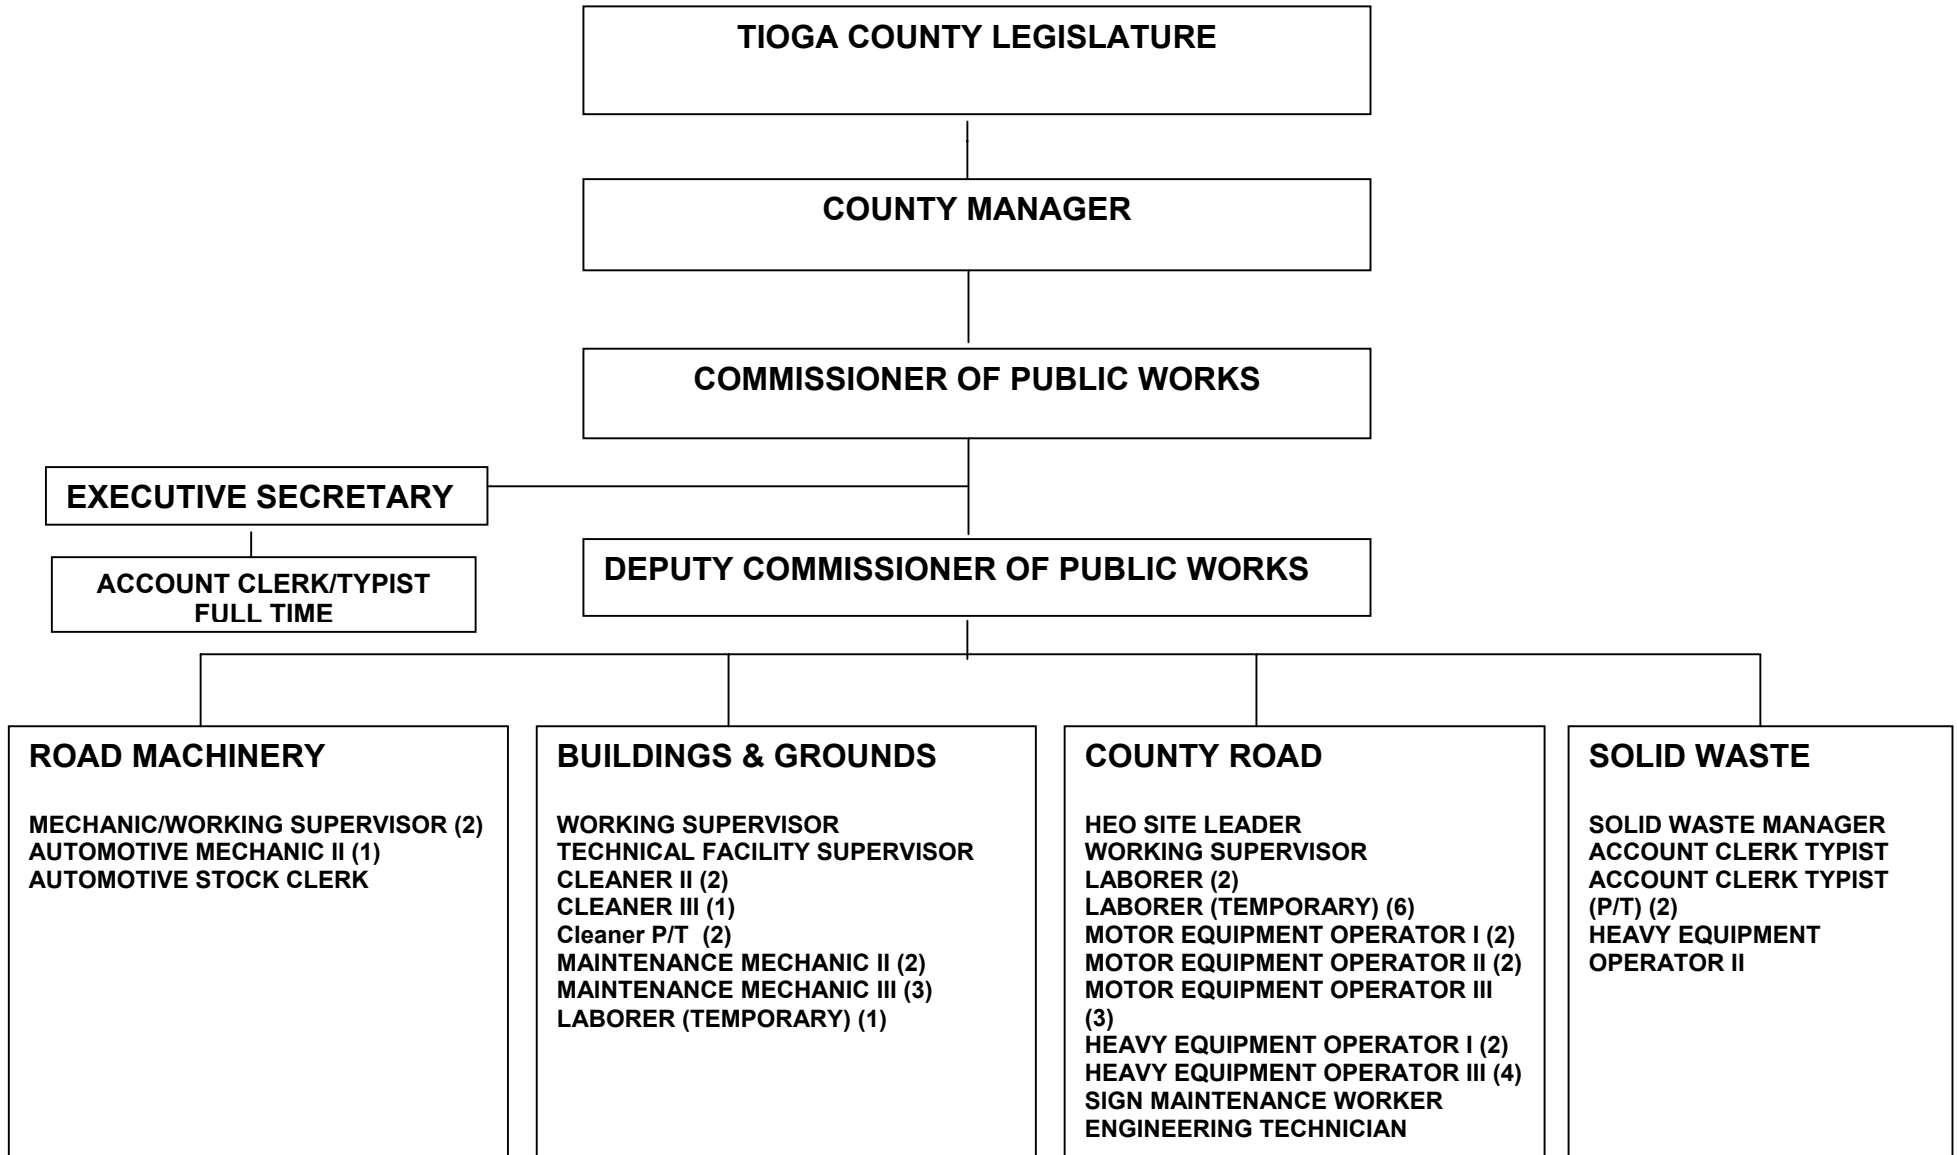 TIOGA COUNTY LEGISLATURE
COUNTY MANAGER
COMMISSIONER OF PUBLIC WORKS
EXECUTIVE SECRETARY
ACCOUNT CLERK/TYPIST
FULL TIME
DEPUTY COMMISSIONER OF PUBLIC WORKS
ROAD MACHINERY
MECHANIC/WORKING SUPERVISOR (2)
AUTOMOTIVE MECHANIC II (1)
AUTOMOTIVE STOCK CLERK
BUILDINGS & GROUNDS
WORKING SUPERVISOR
TECHNICAL FACILITY SUPERVISOR
CLEANER II (2)
CLEANER III (1)
Cleaner P/T (2)
MAINTENANCE MECHANIC II (2)
MAINTENANCE MECHANIC III (3)
LABORER (TEMPORARY) (1)
COUNTY ROAD
HEO SITE LEADER
WORKING SUPERVISOR
LABORER (2)
LABORER (TEMPORARY) (6)
MOTOR EQUIPMENT OPERATOR I (2)
MOTOR EQUIPMENT OPERATOR II (2)
MOTOR EQUIPMENT OPERATOR III
(3)
HEAVY EQUIPMENT OPERATOR I (2)
HEAVY EQUIPMENT OPERATOR III (4)
SIGN MAINTENANCE WORKER
ENGINEERING TECHNICIAN
SOLID WASTE
SOLID WASTE MANAGER
ACCOUNT CLERK TYPIST
ACCOUNT CLERK TYPIST
(P/T) (2)
HEAVY EQUIPMENT
OPERATOR II